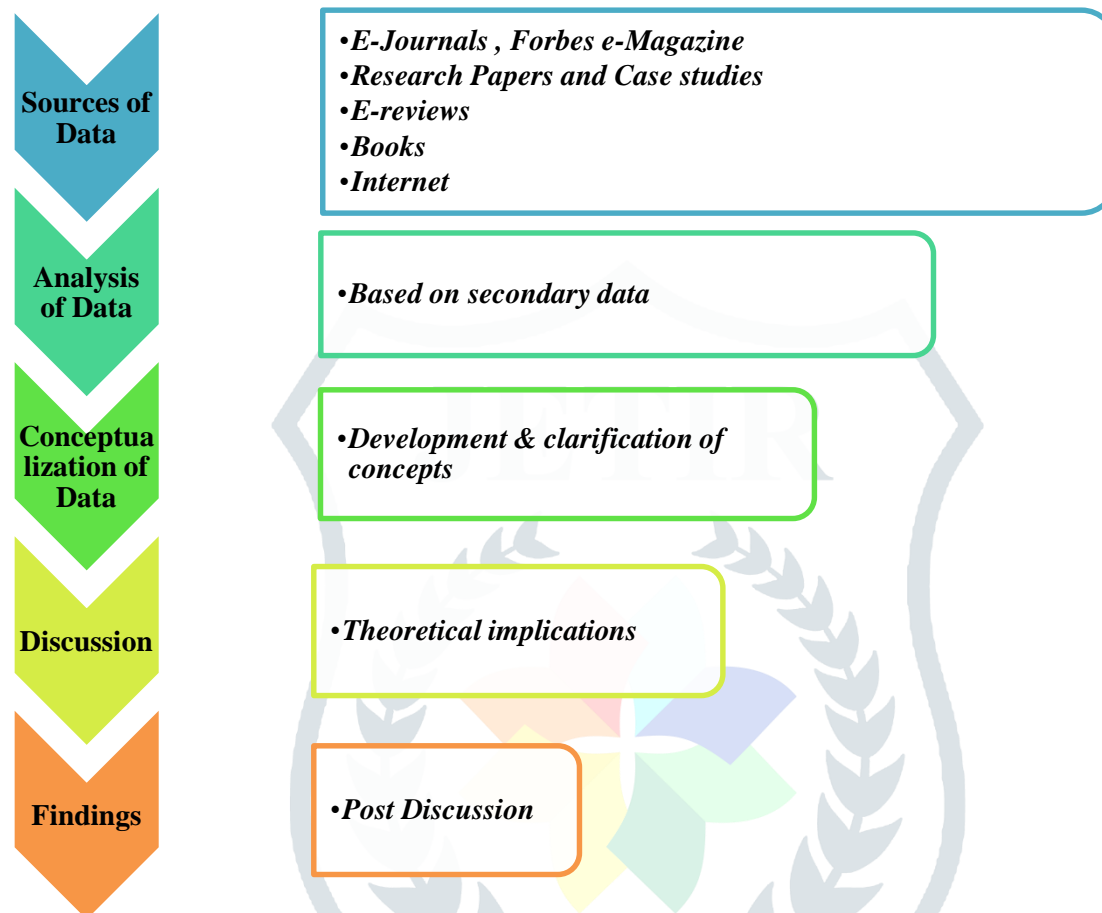 Sources of
Data
•E-Journals , Forbes e-Magazine
•Research Papers and Case studies
•E-reviews
•Books
•Internet
Analysis
of Data
•Based on secondary data
Conceptua
lization of
Data
•Development & clarification of
concepts
JETIR
Discussion
•Theoretical implications
Findings
•Post Discussion